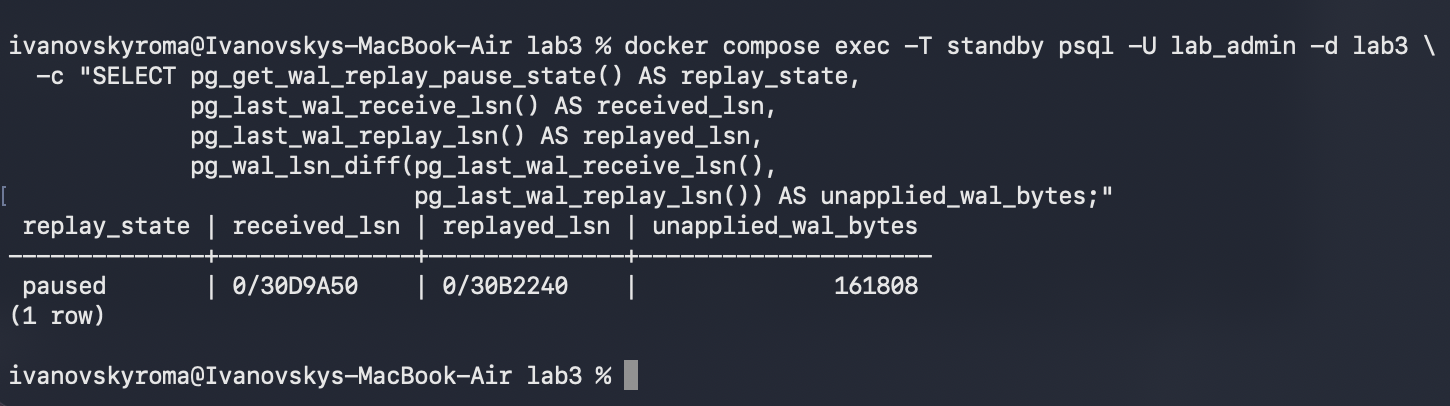 ivanovskyroma@Ivanovskys-MacBook-Air lab3 % docker compose exec -T standby psql -U lab_admin -d lab3 \
  -c "SELECT pg_get_wal_replay_pause_state() AS replay_state,
             pg_last_wal_receive_lsn() AS received_lsn,
             pg_last_wal_replay_lsn() AS replayed_lsn,
             pg_wal_lsn_diff(pg_last_wal_receive_lsn(),
[                            pg_last_wal_replay_lsn()) AS unapplied_wal_bytes;"
 replay_state | received_lsn | replayed_lsn | unapplied_wal_bytes
--------------+--------------+--------------+---------------------
 paused       | 0/30D9A50    | 0/30B2240    |              161808
(1 row)
ivanovskyroma@Ivanovskys-MacBook-Air lab3 %